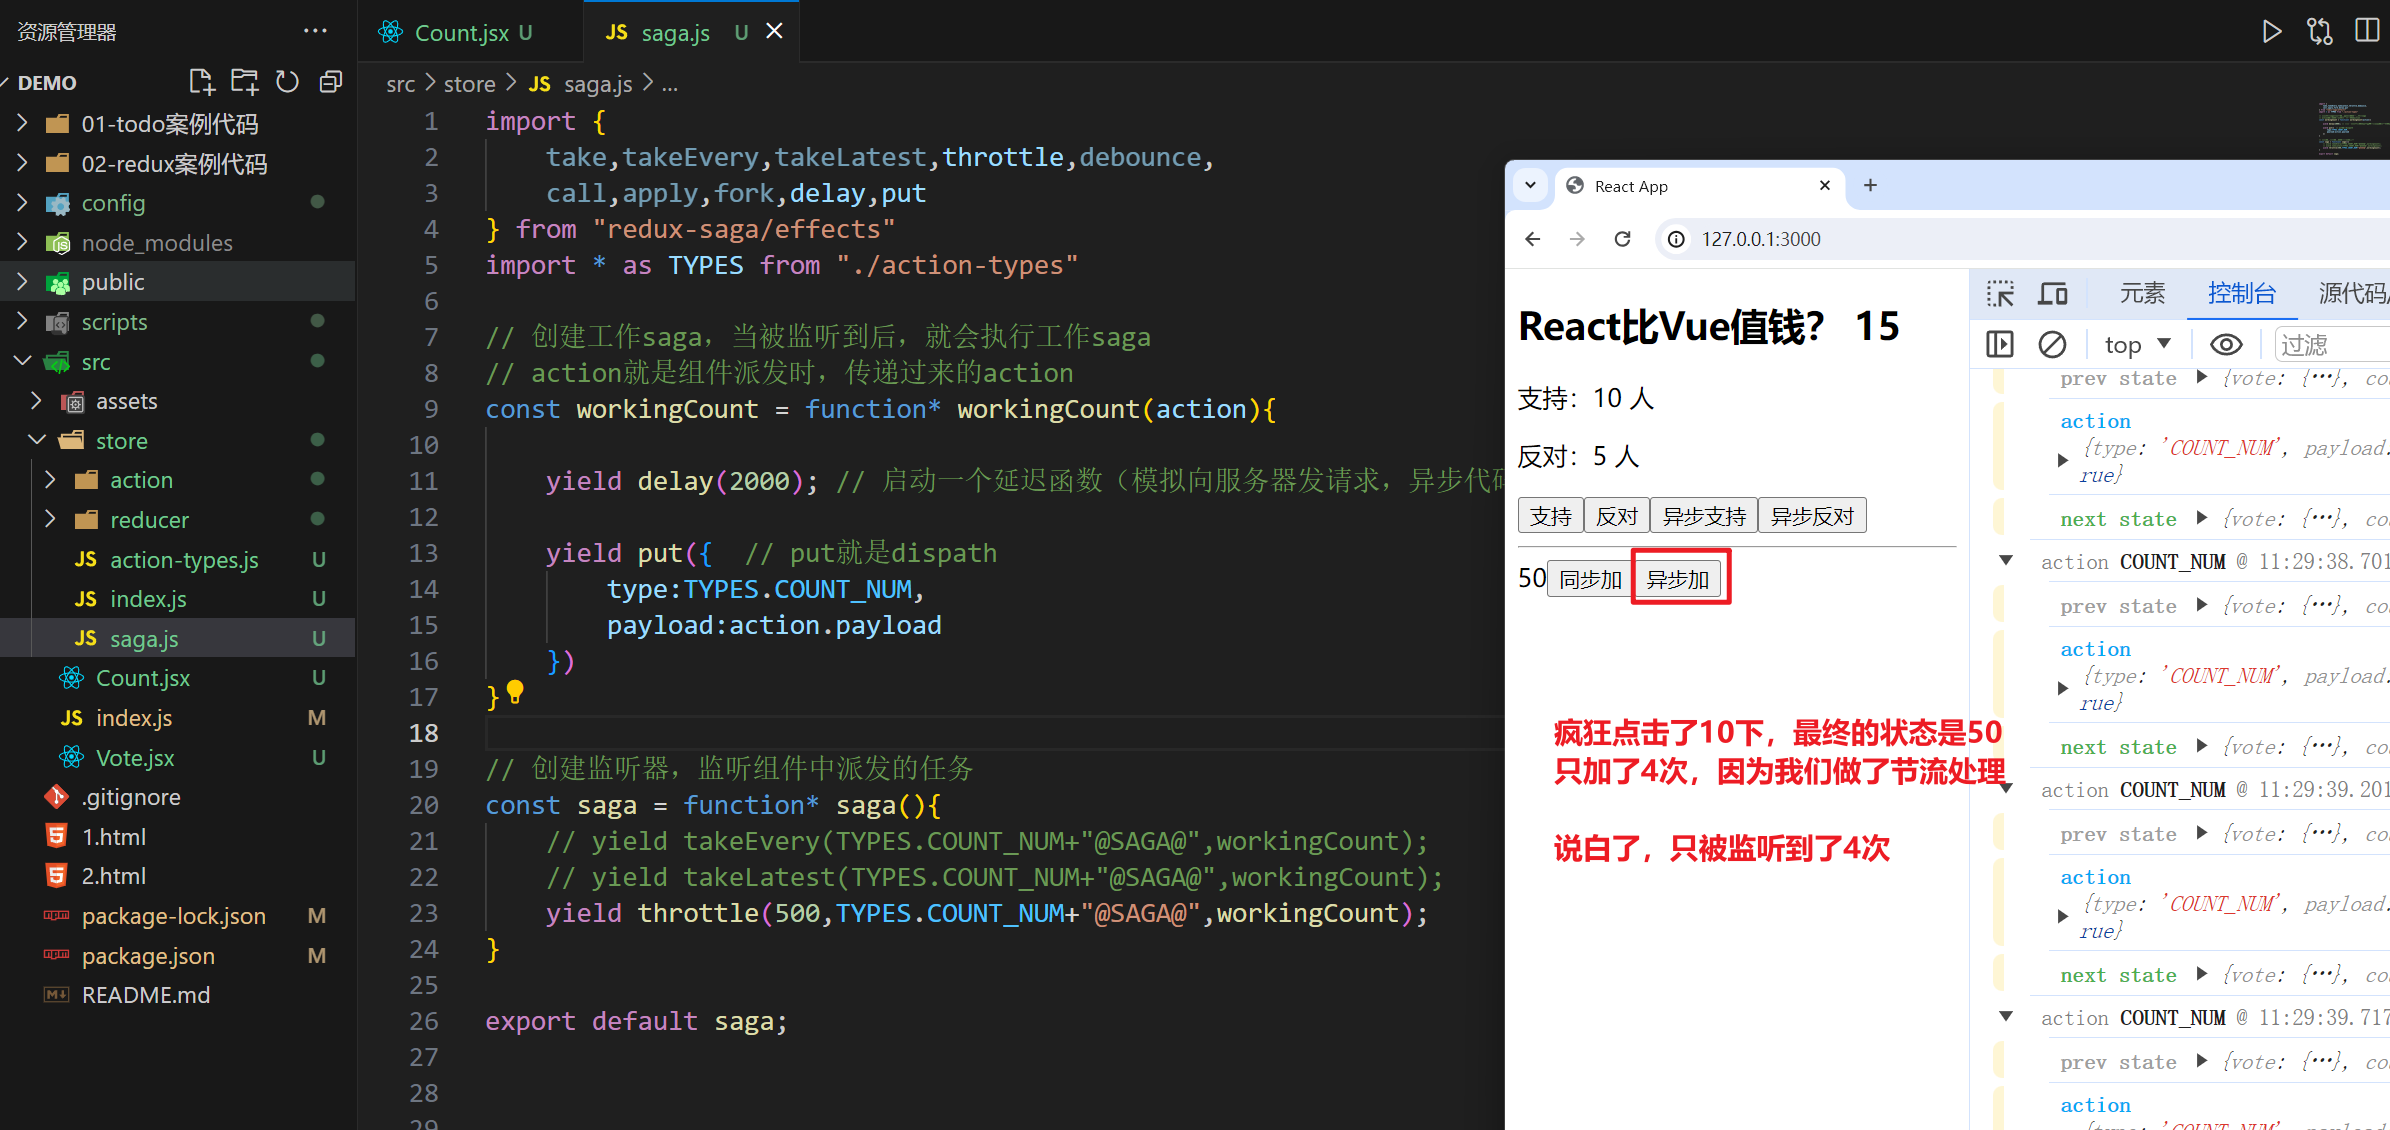 资源管理器
DEMO
01-todo案例代码
02-redux案例代码
config
node_modules
public
scripts
src
assets
store
action
reducer
action-types.js U
index.js U
saga.js U
Count.jsx U
index.js M
Vote.jsx U
.gitignore
1.html
2.html
package-lock.json M
package.json M
README.md
Count.jsx U
JS saga.js U
src > store > JS saga.js > ...
1 import {
2 take,takeEvery,takeLatest,throttle,debounce,
3 call,apply,fork,delay,put
4 } from "redux-saga/effects"
5 import * as TYPES from "./action-types"
6
7 // 创建工作saga，当被监听到后，就会执行工作saga
8 // action就是组件派发时，传递过来的action
9 const workingCount = function* workingCount(action){
10
11 yield delay(2000); // 启动一个延迟函数（模拟向服务器发请求，异步代码
12
13 yield put({ // put就是dispath
14 type:TYPES.COUNT_NUM,
15 payload:action.payload
16 })
17 }
18
19 // 创建监听器，监听组件中派发的任务
20 const saga = function* saga(){
21 // yield takeEvery(TYPES.COUNT_NUM+"@SAGA@",workingCount);
22 // yield takeLatest(TYPES.COUNT_NUM+"@SAGA@",workingCount);
23 yield throttle(500,TYPES.COUNT_NUM+"@SAGA@",workingCount);
24 }
25
26 export default saga;
27
28
29
React App
127.0.0.1:3000
React比Vue值钱？ 15
支持：10 人
反对：5 人
支持 反对 异步支持 异步反对
50 同步加 异步加
疯狂点击了10下，最终的状态是50
只加了4次，因为我们做了节流处理
说白了，只被监听到了4次
元素 控制台 源代码/
top 过滤
prev state {vote: {…}, co
action
{type: 'COUNT_NUM', payload:
rue}
next state {vote: {…}, co
action COUNT_NUM @ 11:29:38.701
prev state {vote: {…}, co
action
{type: 'COUNT_NUM', payload:
rue}
next state {vote: {…}, co
action COUNT_NUM @ 11:29:39.201
prev state {vote: {…}, co
action
{type: 'COUNT_NUM', payload:
rue}
next state {vote: {…}, co
action COUNT_NUM @ 11:29:39.717
prev state {vote: {…}, co
action